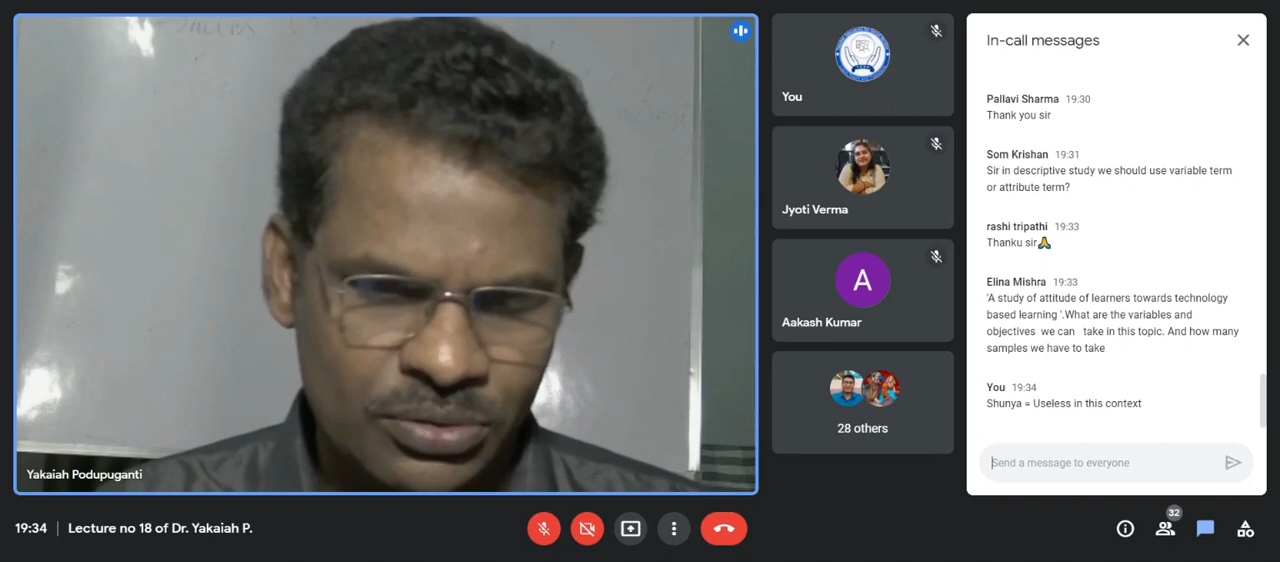 You
Jyoti Verma
Aakash Kumar
A
28 others
Yakaiah Podupuganti
In-call messages
Pallavi Sharma 19:30
Thank you sir
Som Krishan 19:31
Sir in descriptive study we should use variable term
or attribute term?
rashi tripathi 19:33
Thanku sir🙏
Elina Mishra 19:33
'A study of attitude of learners towards technology
based learning '.What are the variables and
objectives we can take in this topic. And how many
samples we have to take
You 19:34
Shunya = Useless in this context
Send a message to everyone
19:34 | Lecture no 18 of Dr. Yakaiah P.
32